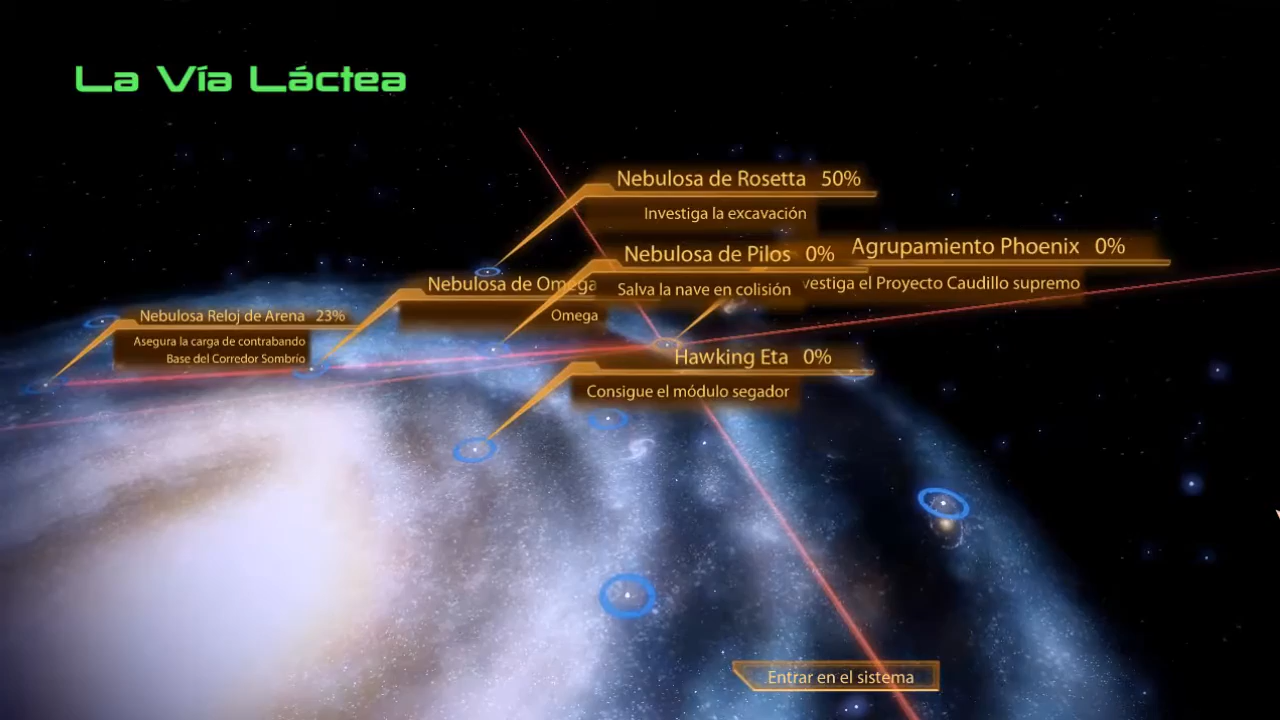 La Vía Láctea
Nebulosa de Rosetta 50%
Investiga la excavación
Nebulosa de Pilos 0%
Salva la nave en colisión
Agrupamiento Phoenix 0%
vestiga el Proyecto Caudillo supremo
Nebulosa de Omega
Omega
Nebulosa Reloj de Arena 23%
Asegura la carga de contrabando
Base del Corredor Sombrío
Hawking Eta 0%
Consigue el módulo segador
Entrar en el sistema